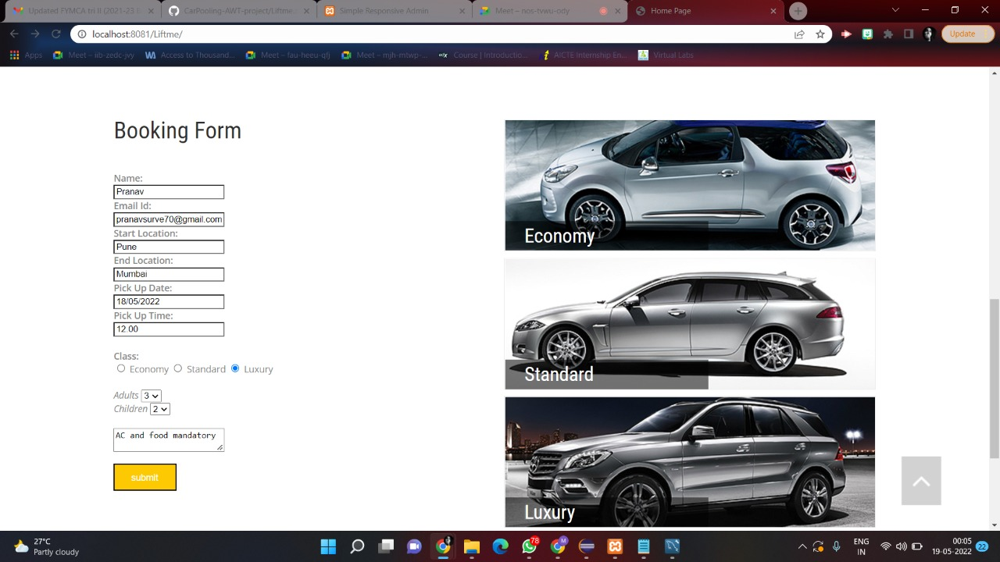 Updated FYMCA tri II (2021-23 B
CarPooling-AWT-project/Liftme
Simple Responsive Admin
Meet – nos-tvwu-ody
Home Page
localhost:8081/Liftme/
Update
Apps
Meet – iib-zedc-jvy
Access to Thousand...
Meet – fau-heeu-qfj
Meet – mjh-mtwp-...
Course | Introductio...
AICTE Internship En...
Virtual Labs
Booking Form
Name:
Pranav
Email Id:
pranavsurve70@gmail.com
Start Location:
Pune
End Location:
Mumbai
Pick Up Date:
18/05/2022
Pick Up Time:
12.00
Class:
Economy Standard Luxury
Adults 3
Children 2
AC and food mandatory
submit
Economy
Standard
Luxury
27°C
Partly cloudy
78
M
ENG
IN
00:05
19-05-2022
22